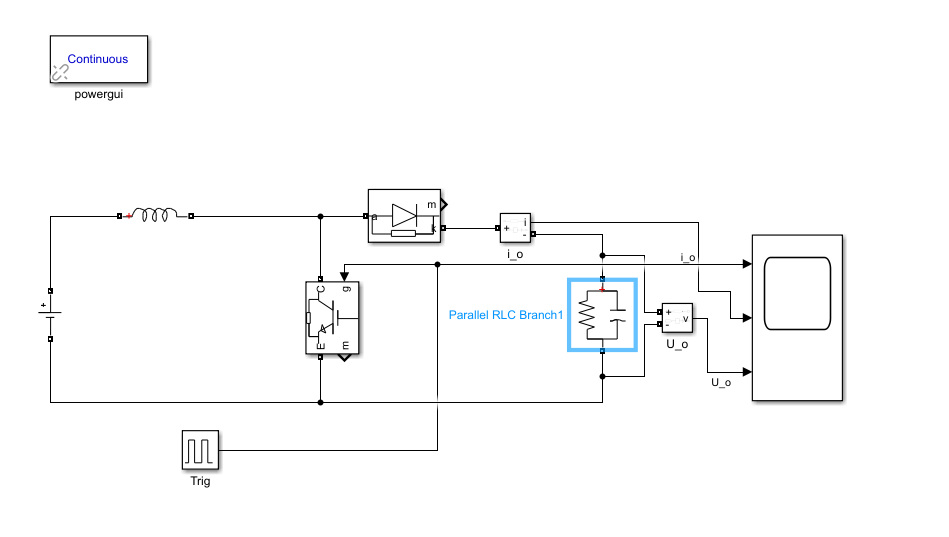 Continuous
powergui
a
m
k
+
i
-
i_o
i_o
C
g
E
m
+
+
Parallel RLC Branch1
+
+
-
v
U_o
U_o
Trig